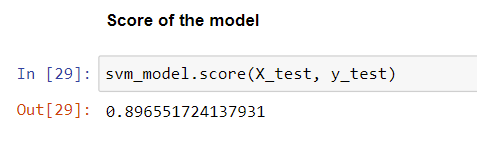 Score of the model
In [29]: svm_model.score(X_test, y_test)
Out[29]: 0.896551724137931